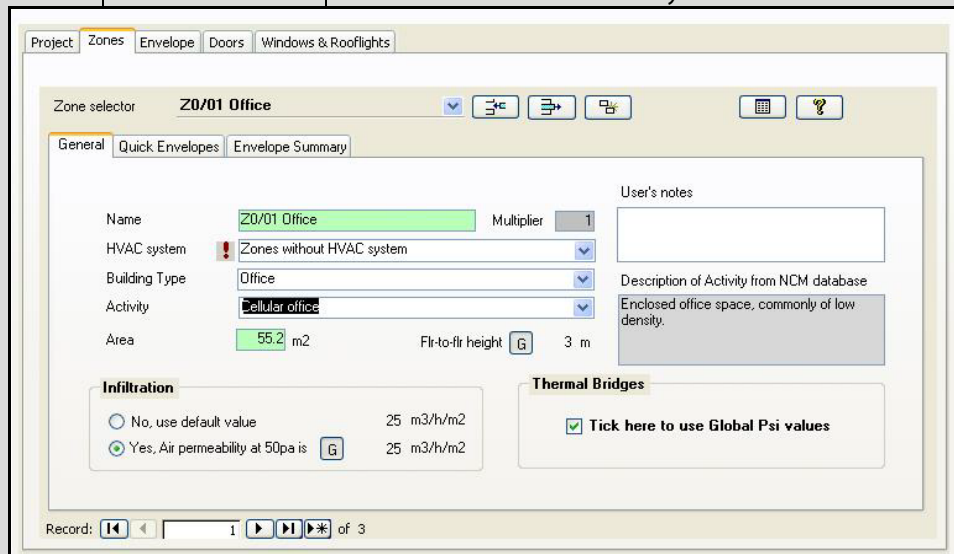 Project Zones Envelope Doors Windows & Rooflights
Zone selector Z0/01 Office
General Quick Envelopes Envelope Summary
User's notes
Name Z0/01 Office Multiplier 1
HVAC system ! Zones without HVAC system
Building Type Office
Description of Activity from NCM database
Activity Cellular office
Enclosed office space, commonly of low
density.
Area 55.2 m2 Flr-to-flr height G 3 m
Infiltration
No, use default value 25 m3/h/m2
Yes, Air permeability at 50pa is G 25 m3/h/m2
Thermal Bridges
Tick here to use Global Psi values
Record: 1 of 3